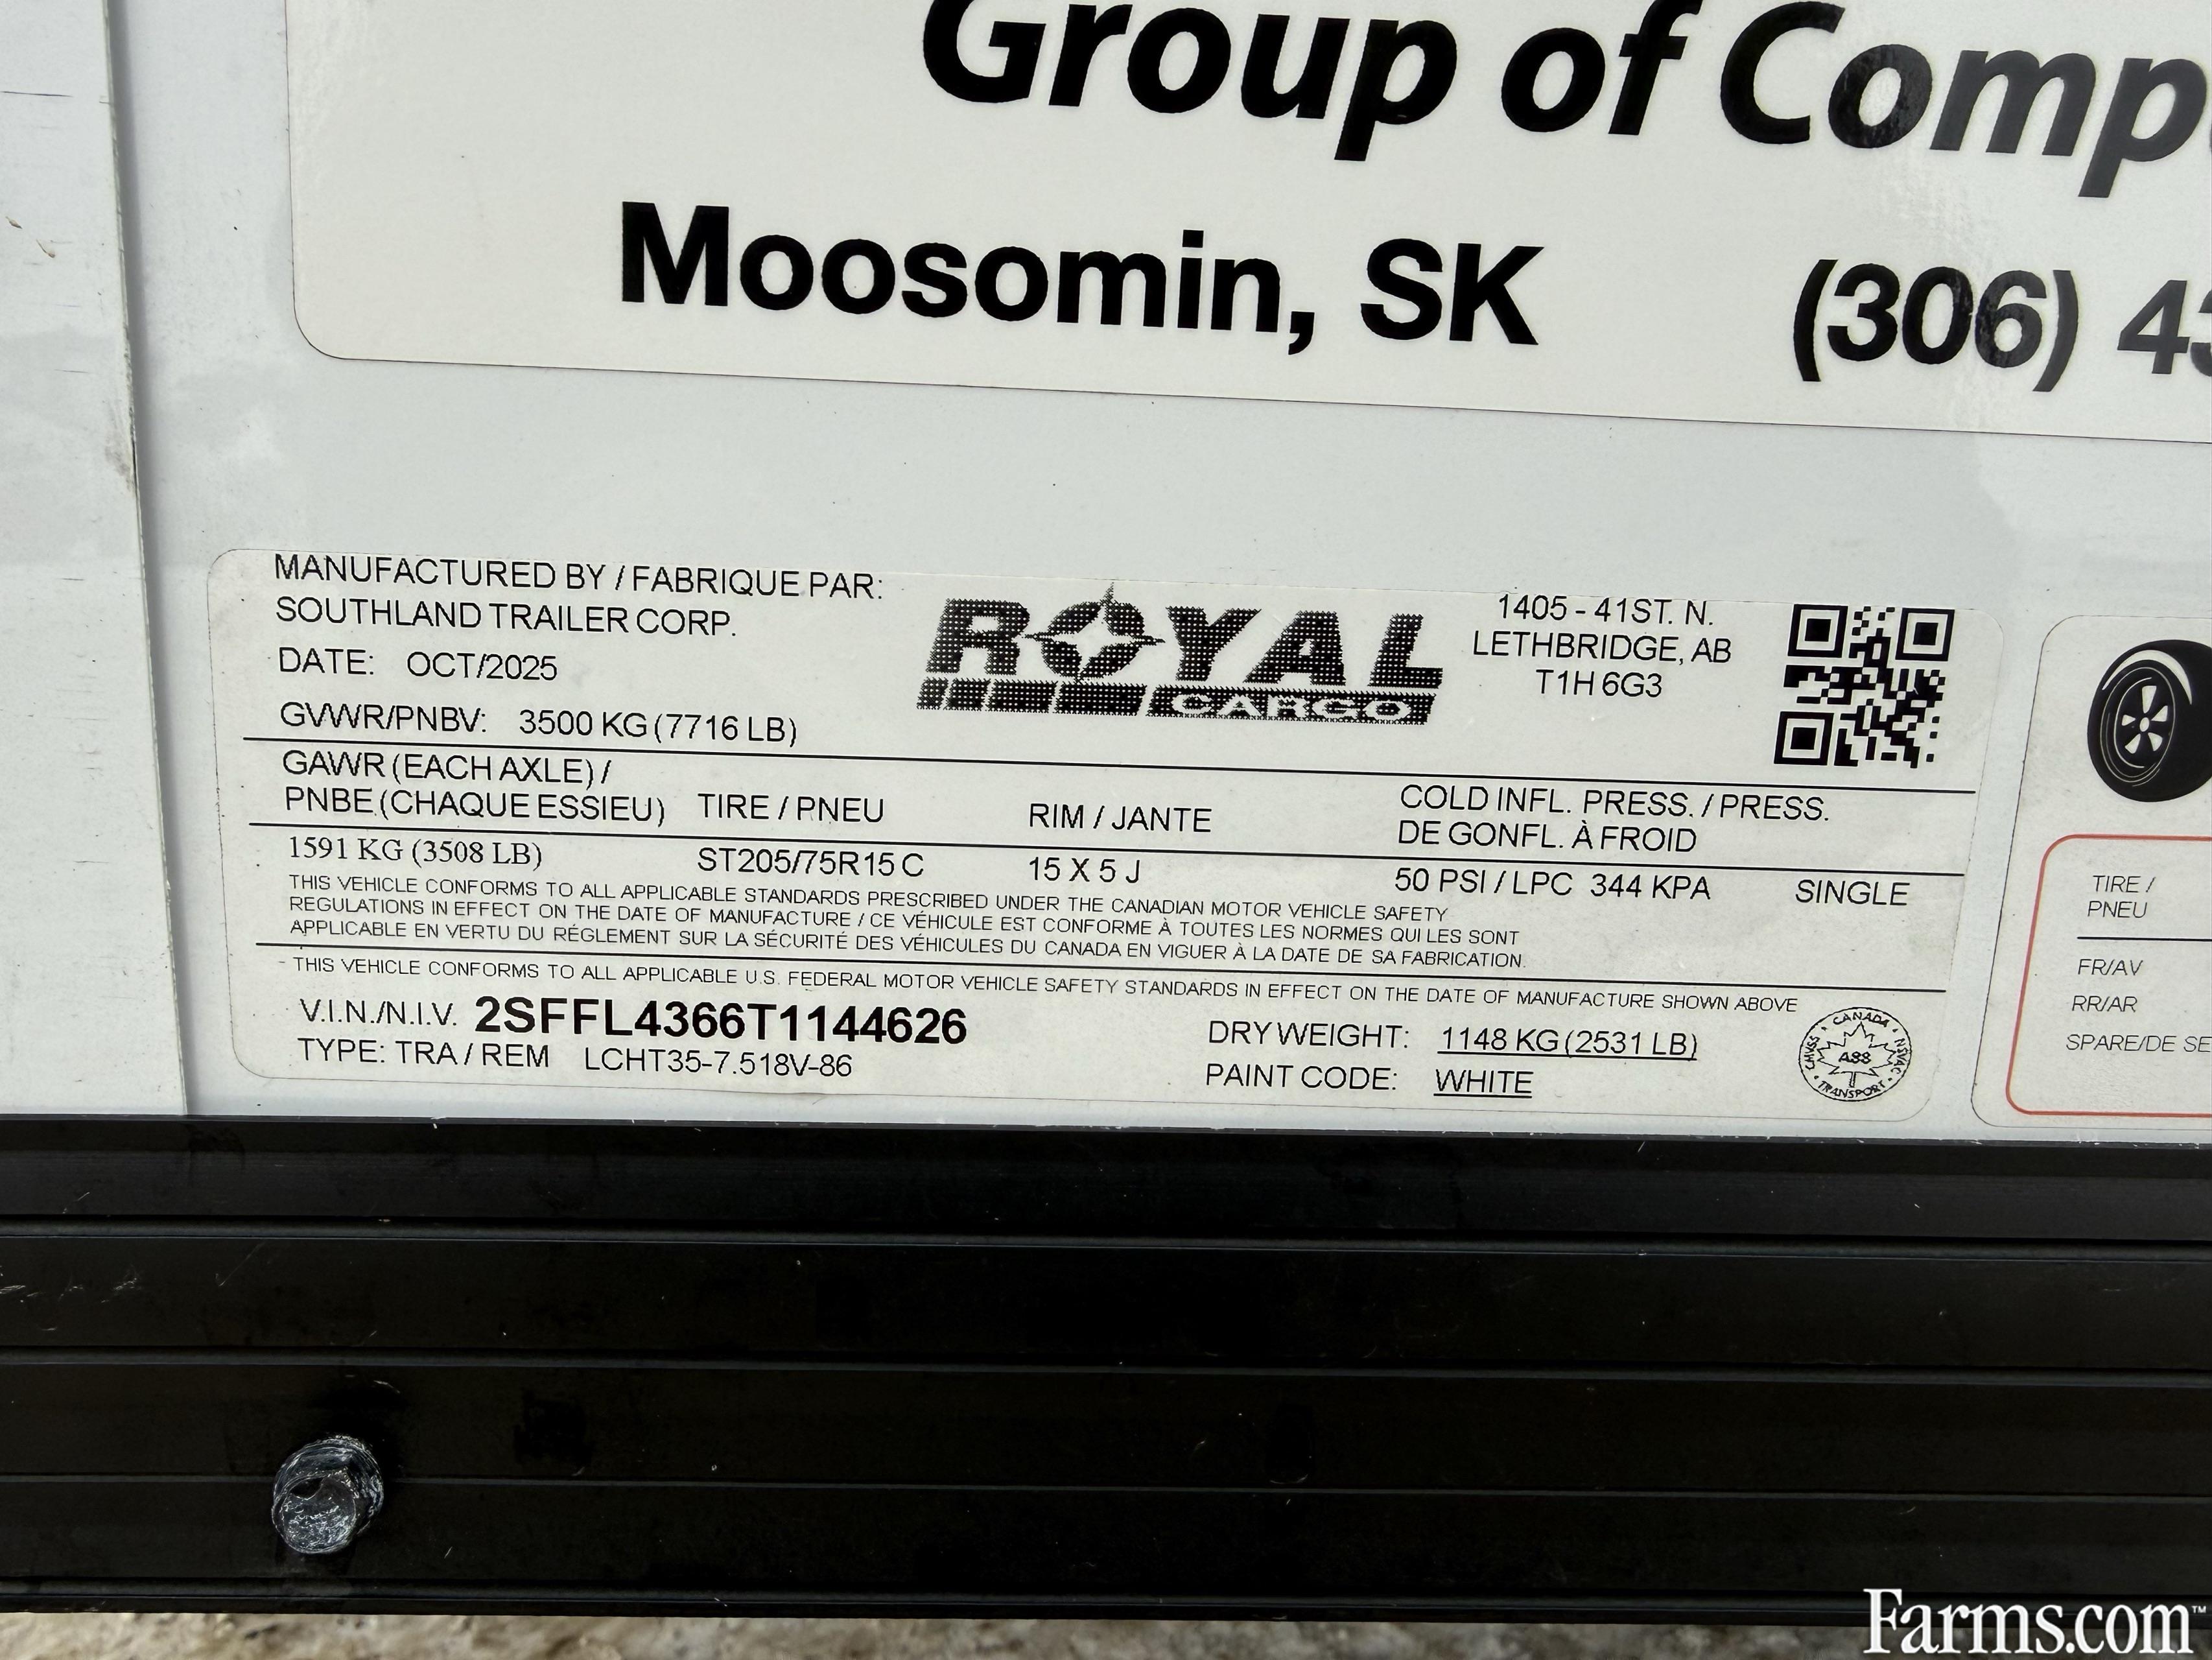 Group of Comp
Moosomin, SK (306) 43
MANUFACTURED BY / FABRIQUE PAR:
SOUTHLAND TRAILER CORP.
DATE: OCT/2025
GVWR/PNBV: 3500 KG (7716 LB)
ROYAL
CARGO
1405 - 41ST. N.
LETHBRIDGE, AB
T1H 6G3
GAWR (EACH AXLE) /
PNBE (CHAQUE ESSIEU)
TIRE / PNEU
RIM / JANTE
COLD INFL. PRESS. / PRESS.
DE GONFL. À FROID
1591 KG (3508 LB) ST205/75R15 C 15 X 5 J 50 PSI / LPC 344 KPA SINGLE
THIS VEHICLE CONFORMS TO ALL APPLICABLE STANDARDS PRESCRIBED UNDER THE CANADIAN MOTOR VEHICLE SAFETY
REGULATIONS IN EFFECT ON THE DATE OF MANUFACTURE / CE VÉHICULE EST CONFORME À TOUTES LES NORMES QUI LES SONT
APPLICABLE EN VERTU DU RÉGLEMENT SUR LA SÉCURITÉ DES VÉHICULES DU CANADA EN VIGUER À LA DATE DE SA FABRICATION.
- THIS VEHICLE CONFORMS TO ALL APPLICABLE U.S. FEDERAL MOTOR VEHICLE SAFETY STANDARDS IN EFFECT ON THE DATE OF MANUFACTURE SHOWN ABOVE
V.I.N./N.I.V. 2SFFL4366T1144626
TYPE: TRA / REM LCHT35-7.518V-86
DRY WEIGHT: 1148 KG (2531 LB)
PAINT CODE: WHITE
CANADA
CMVSS
A88
NSVAC
TRANSPORT
TIRE /
PNEU
FR/AV
RR/AR
SPARE/DE SE
Farms.com™